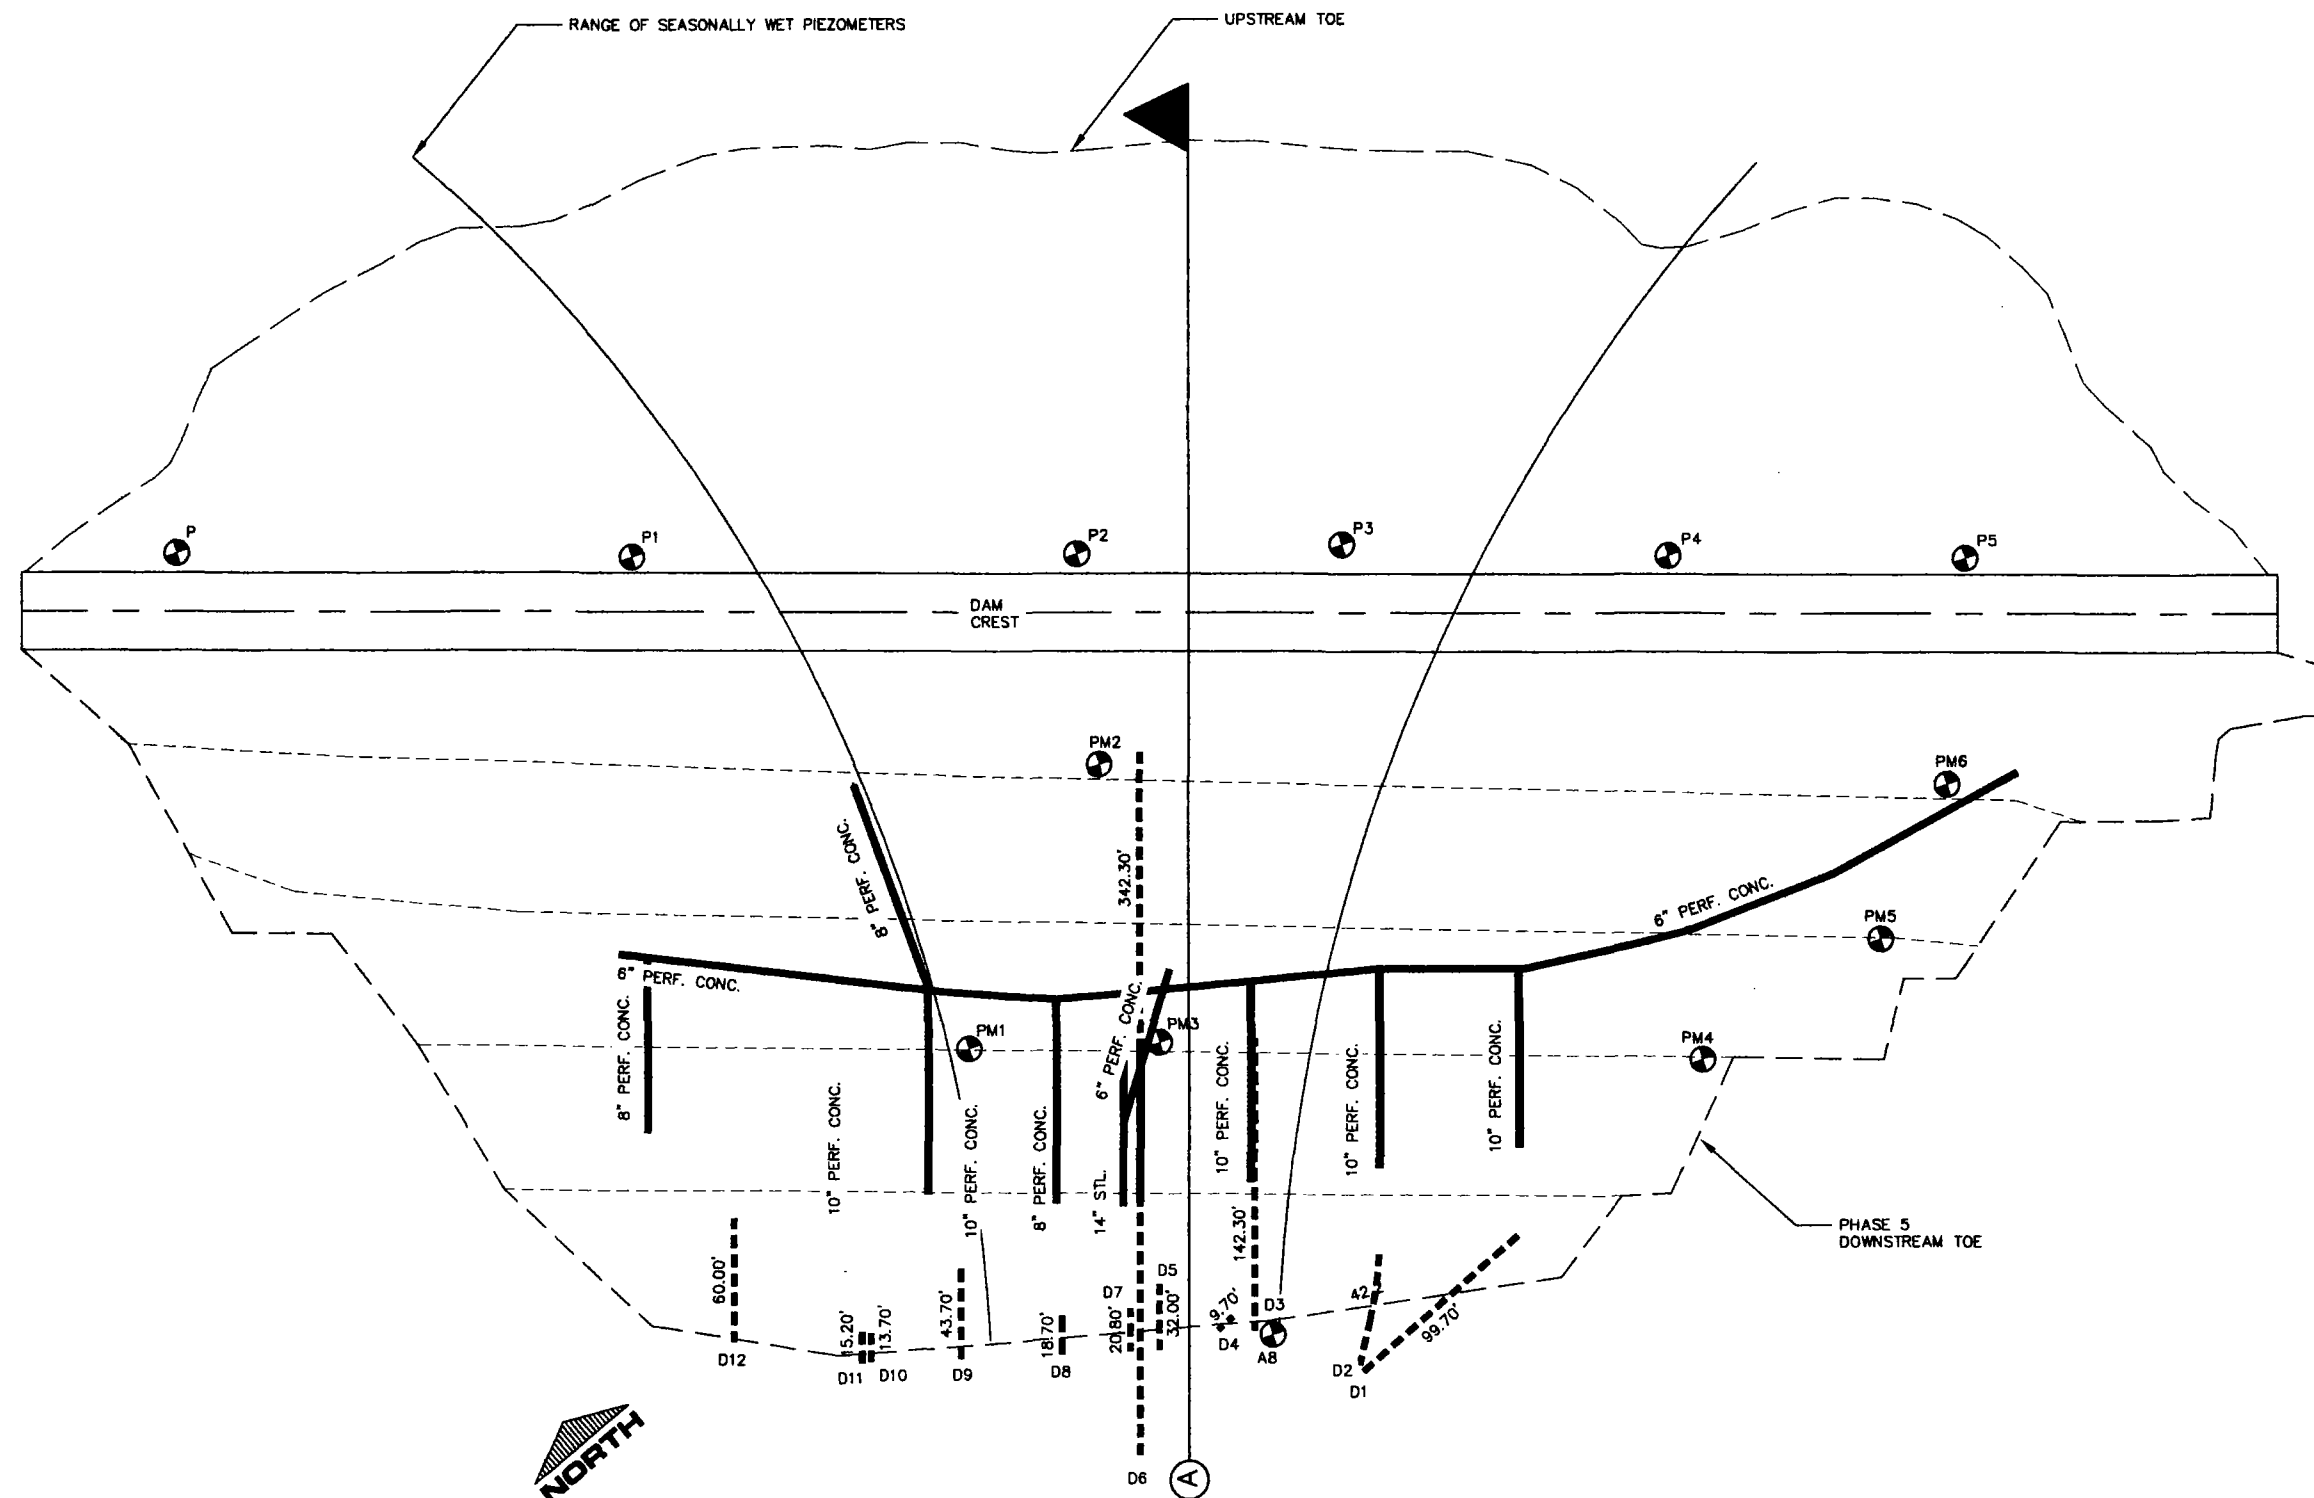 RANGE OF SEASONALLY WET PIEZOMETERS
UPSTREAM TOE
P
P1
P2
P3
P4
P5
DAM
CREST
PM2
PM6
8" PERF. CONC.
342.30'
6" PERF. CONC.
PM5
6" PERF. CONC.
8" PERF. CONC.
PM1
6" PERF. CONC.
PM3
PM4
10" PERF. CONC.
10" PERF. CONC.
8" PERF. CONC.
14" STL.
10" PERF. CONC.
10" PERF. CONC.
10" PERF. CONC.
142.30'
PHASE 5
DOWNSTREAM TOE
60.00'
15.20'
13.70'
43.70'
18.70'
D7
20.80'
D5
32.00'
9.70'
D3
99.70'
D12
D11
D10
D9
D8
D4
A8
D2
D1
D6
A
NORTH